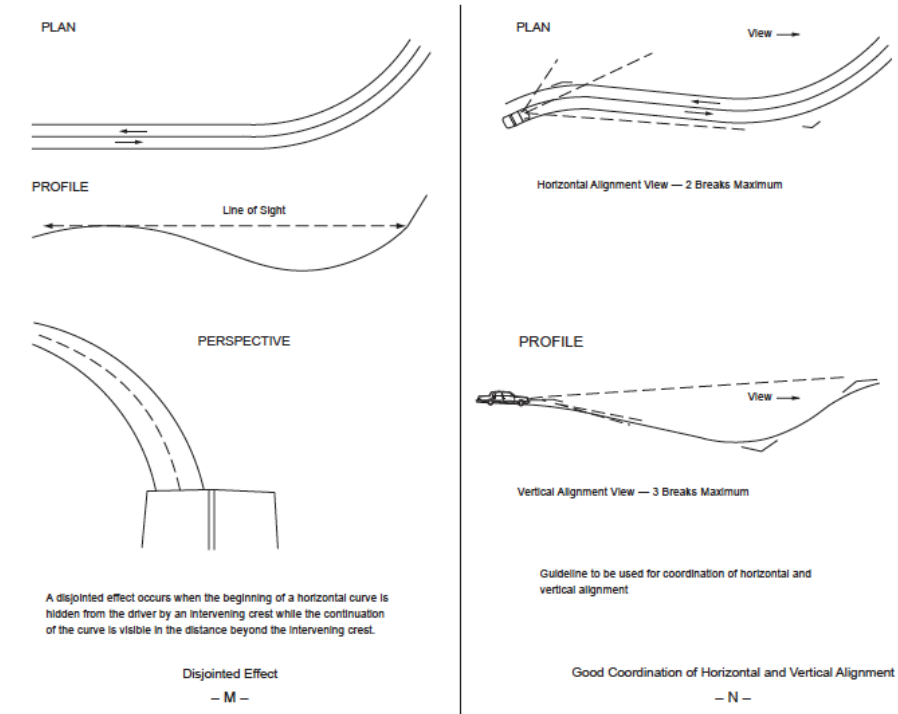 PLAN
PROFILE
Line of Sight
PERSPECTIVE
A disjointed effect occurs when the beginning of a horizontal curve is
hidden from the driver by an intervening crest while the continuation
of the curve is visible in the distance beyond the intervening crest.
Disjointed Effect
– M –
PLAN
View
Horizontal Alignment View — 2 Breaks Maximum
PROFILE
View
Vertical Alignment View — 3 Breaks Maximum
Guideline to be used for coordination of horizontal and
vertical alignment
Good Coordination of Horizontal and Vertical Alignment
– N –